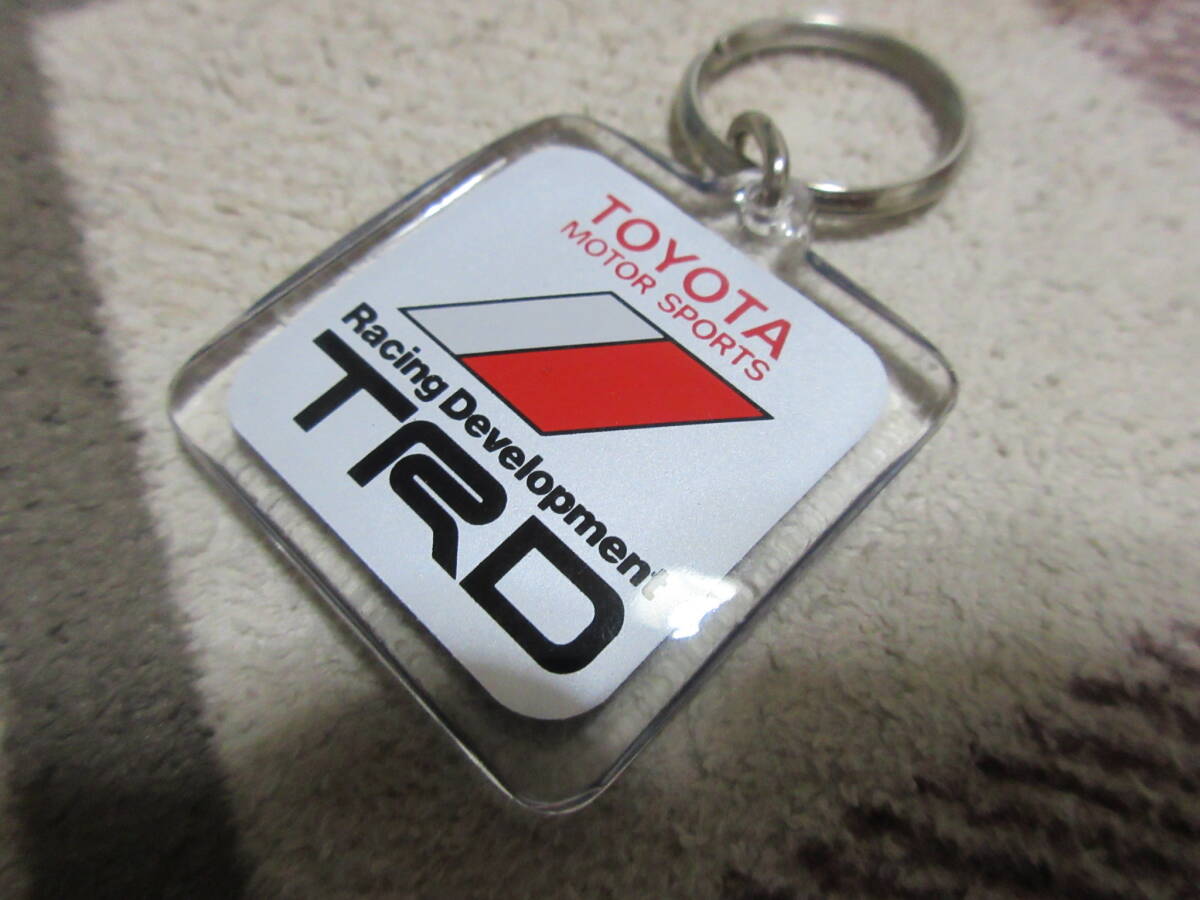 TOYOTA
MOTOR SPORTS
Racing Development
TRD